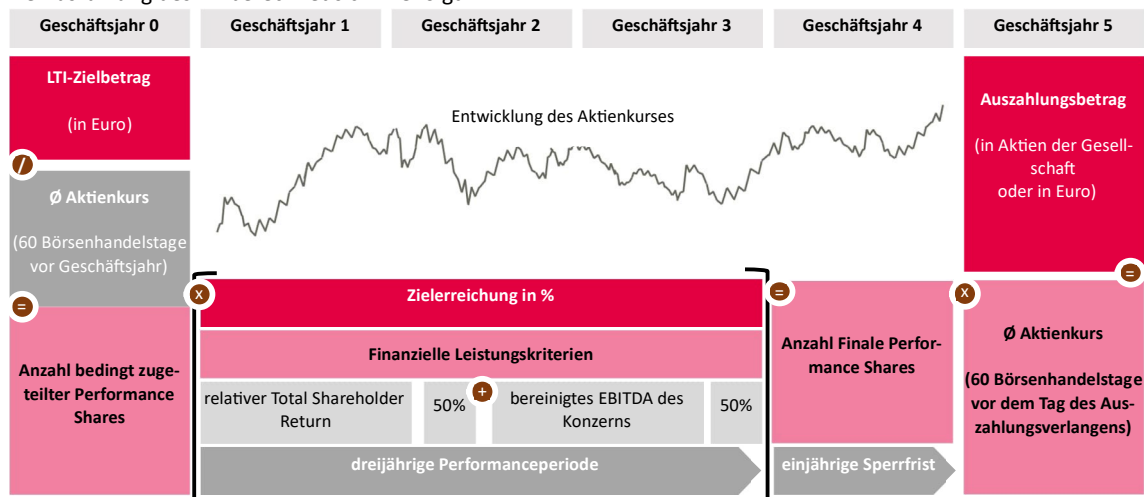 Geschäftsjahr 0
Geschäftsjahr 1
Geschäftsjahr 2
Geschäftsjahr 3
Geschäftsjahr 4
Geschäftsjahr 5
LTI-Zielbetrag
(in Euro)
/
Ø Aktienkurs
(60 Börsenhandelstage
vor Geschäftsjahr)
=
Anzahl bedingt zuge-
teilter Performance
Shares
Entwicklung des Aktienkurses
x
Zielerreichung in %
Finanzielle Leistungskriterien
relativer Total Shareholder
Return
50%
+
bereinigtes EBITDA des
Konzerns
50%
dreijährige Performanceperiode
=
Anzahl Finale Perfor-
mance Shares
einjährige Sperrfrist
Auszahlungsbetrag
(in Aktien der Gesell-
schaft
oder in Euro)
=
x
Ø Aktienkurs
(60 Börsenhandelstage
vor dem Tag des Aus-
zahlungsverlangens)